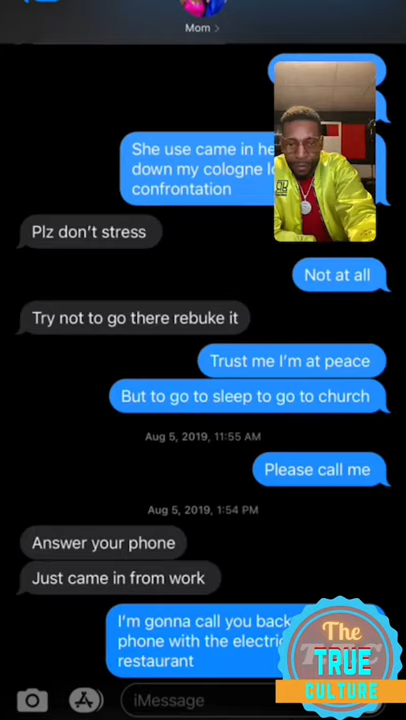 Mom
She use came in he
down my cologne
confrontation
Plz don't stress
Not at all
Try not to go there rebuke it
Trust me I'm at peace
But to go to sleep to go to church
Aug 5, 2019, 11:55 AM
Please call me
Aug 5, 2019, 1:54 PM
Answer your phone
Just came in from work
I'm gonna call you back
phone with the electri
restaurant
The
TRUE
CULTURE
iMessage